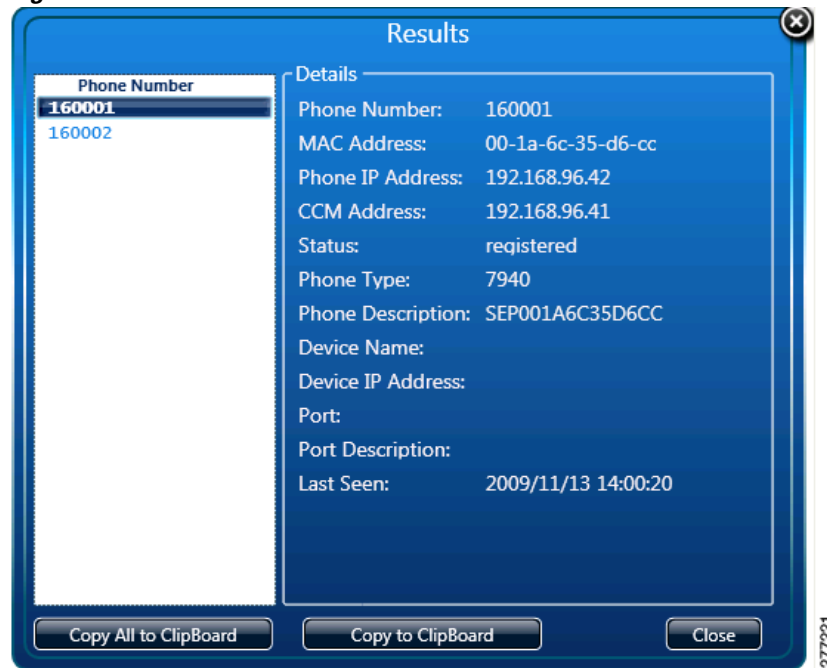 Results
Phone Number
160001
160002
Details
Phone Number: 160001
MAC Address: 00-1a-6c-35-d6-cc
Phone IP Address: 192.168.96.42
CCM Address: 192.168.96.41
Status: registered
Phone Type: 7940
Phone Description: SEP001A6C35D6CC
Device Name:
Device IP Address:
Port:
Port Description:
Last Seen: 2009/11/13 14:00:20
Copy All to ClipBoard
Copy to ClipBoard
Close